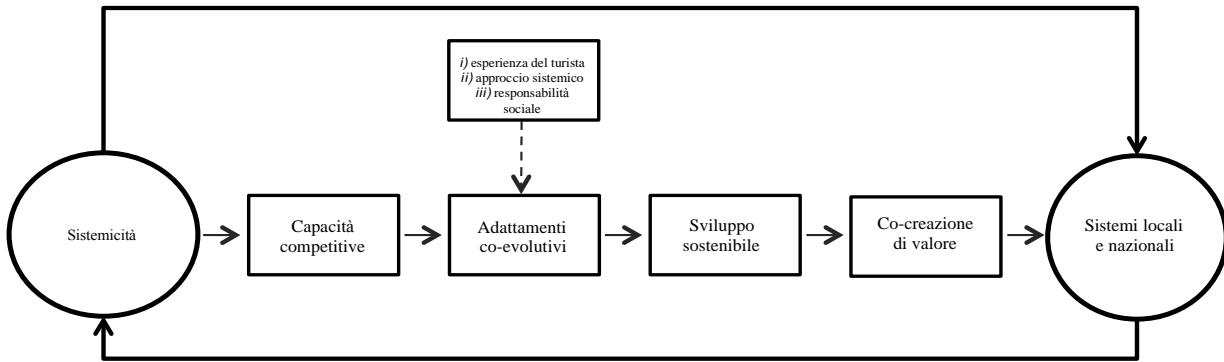 i) esperienza del turista
ii) approccio sistemico
iii) responsabilità
sociale
Sistemicità
Capacità
competitive
Adattamenti
co-evolutivi
Sviluppo
sostenibile
Co-creazione
di valore
Sistemi locali
e nazionali